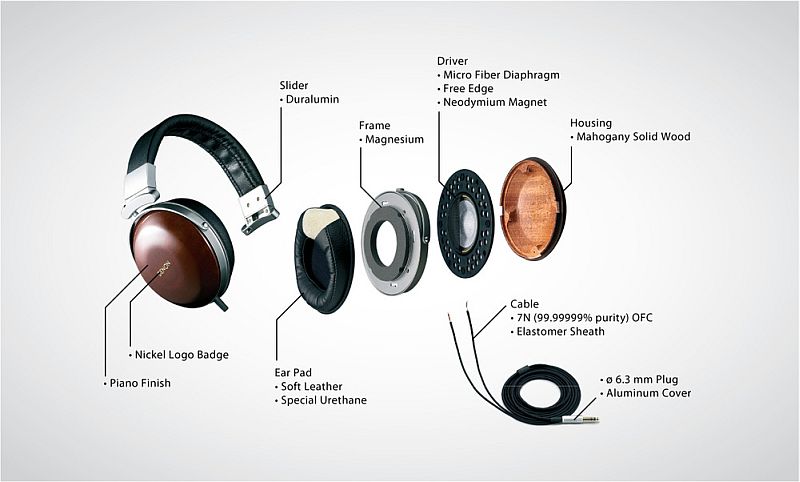 Driver
• Micro Fiber Diaphragm
• Free Edge
• Neodymium Magnet
Slider
• Duralumin
Frame
• Magnesium
Housing
• Mahogany Solid Wood
DENON
Cable
• 7N (99.99999% purity) OFC
• Elastomer Sheath
• Nickel Logo Badge
• Piano Finish
Ear Pad
• Soft Leather
• Special Urethane
• ø 6.3 mm Plug
• Aluminum Cover